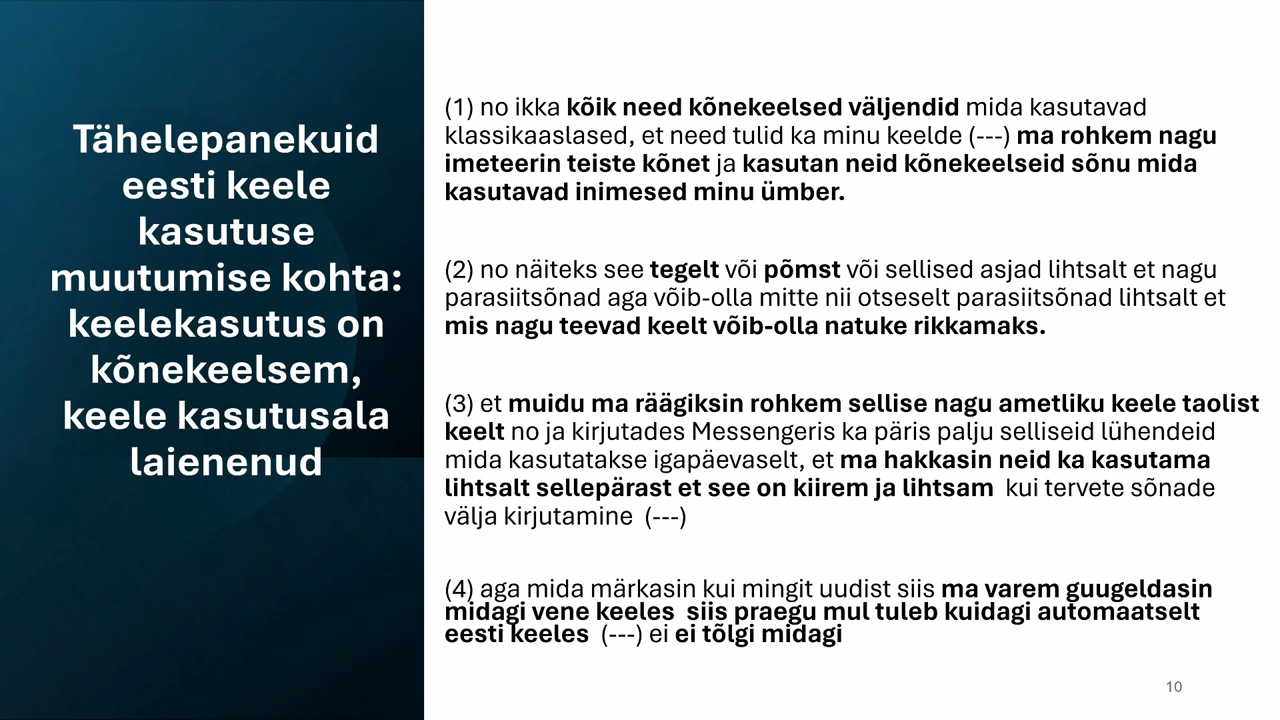 Tähelepanekuid
eesti keele
kasutuse
muutumise kohta:
keelekasutus on
kõnekeelsem,
keele kasutusala
laienenud
(1) no ikka kõik need kõnekeelsed väljendid mida kasutavad
klassikaaslased, et need tulid ka minu keelde (---) ma rohkem nagu
imeteerin teiste kõnet ja kasutan neid kõnekeelseid sõnu mida
kasutavad inimesed minu ümber.
(2) no näiteks see tegelt või põmst või sellised asjad lihtsalt et nagu
parasiitsõnad aga võib-olla mitte nii otseselt parasiitsõnad lihtsalt et
mis nagu teevad keelt võib-olla natuke rikkamaks.
(3) et muidu ma räägiksin rohkem sellise nagu ametliku keele taolist
keelt no ja kirjutades Messengeris ka päris palju selliseid lühendeid
mida kasutatakse igapäevaselt, et ma hakkasin neid ka kasutama
lihtsalt sellepärast et see on kiirem ja lihtsam kui tervete sõnade
välja kirjutamine (---)
(4) aga mida märkasin kui mingit uudist siis ma varem guugeldasin
midagi vene keeles siis praegu mul tuleb kuidagi automaatselt
eesti keeles (---) ei ei tõlgi midagi
10